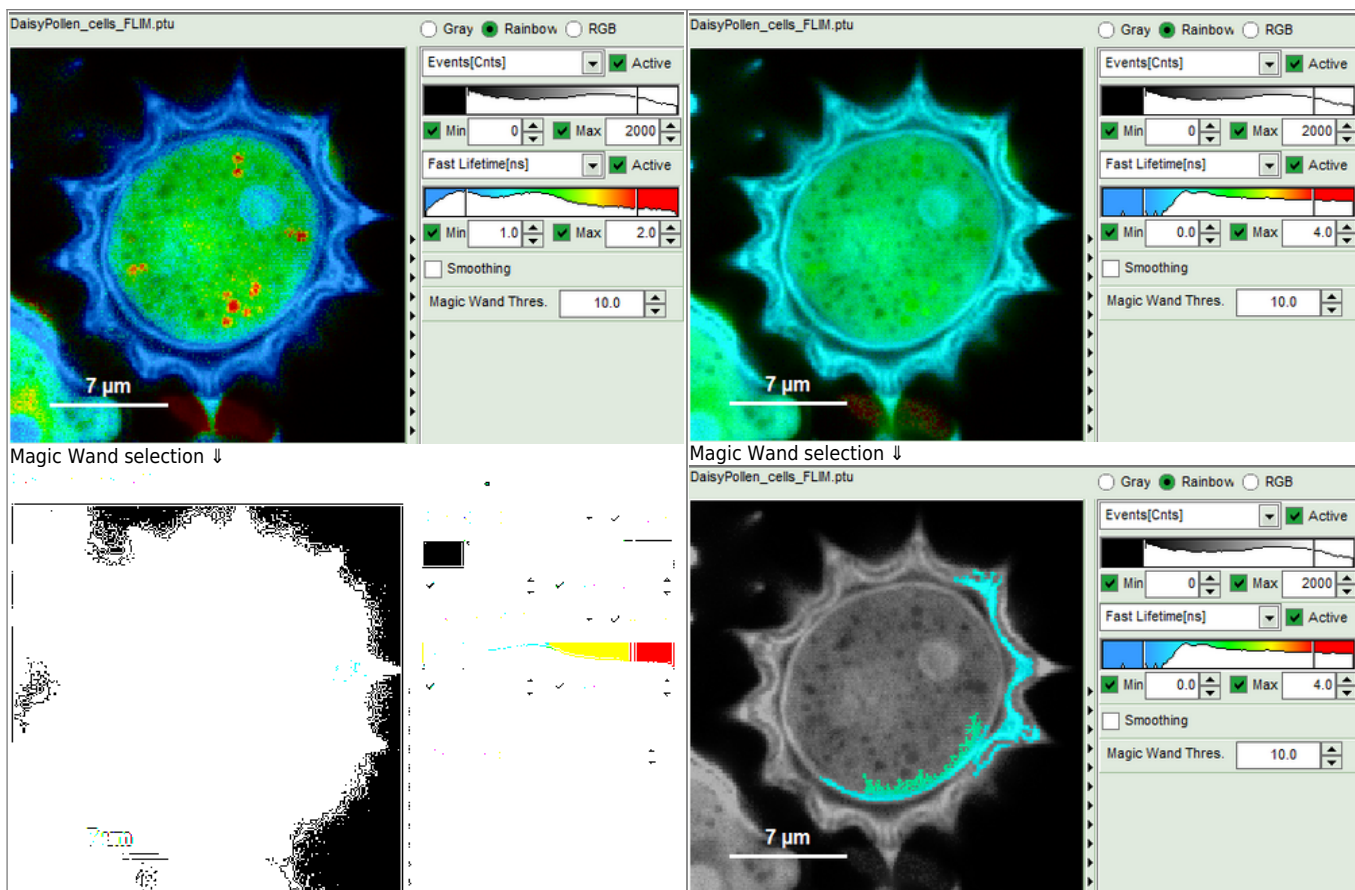 DaisyPollen_cells_FLIM.ptu
Gray Rainbow RGB
Events[Cnts] Active
Min 0 Max 2000
Fast Lifetime[ns] Active
Min 1.0 Max 2.0
Smoothing
Magic Wand Thres. 10.0
7 µm
Magic Wand selection ⇓
DaisyPollen_cells_FLIM.ptu
Gray Rainbow RGB
Events[Cnts] Active
Min 0 Max 2000
Fast Lifetime[ns] Active
Min 0.0 Max 4.0
Smoothing
Magic Wand Thres. 10.0
7 µm
Magic Wand selection ⇓
DaisyPollen_cells_FLIM.ptu
Gray Rainbow RGB
Events[Cnts] Active
Min 0 Max 2000
Fast Lifetime[ns] Active
Min 0.0 Max 4.0
Smoothing
Magic Wand Thres. 10.0
7 µm